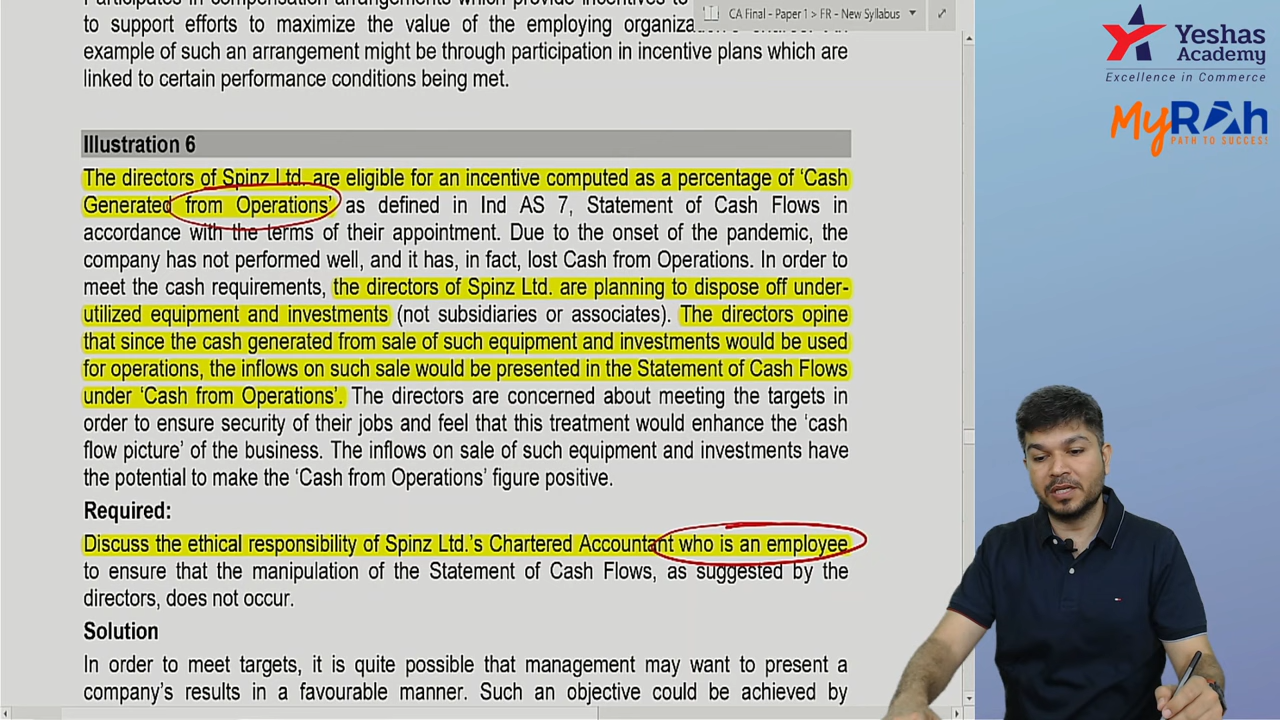 Participates in compensation arrangements which provide incentives to
to support efforts to maximize the value of the employing
example of such an arrangement might be through participation in incentive plans which are
linked to certain performance conditions being met.
CA Final - Paper 1 > FR - New Syllabus
Yeshas
Academy
Excellence in Commerce
MyRAh
PATH TO SUCCESS
Illustration 6
The directors of Spinz Ltd. are eligible for an incentive computed as a percentage of ‘Cash
Generated from Operations’ as defined in Ind AS 7, Statement of Cash Flows in
accordance with the terms of their appointment. Due to the onset of the pandemic, the
company has not performed well, and it has, in fact, lost Cash from Operations. In order to
meet the cash requirements, the directors of Spinz Ltd. are planning to dispose off under-
utilized equipment and investments (not subsidiaries or associates). The directors opine
that since the cash generated from sale of such equipment and investments would be used
for operations, the inflows on such sale would be presented in the Statement of Cash Flows
under ‘Cash from Operations’. The directors are concerned about meeting the targets in
order to ensure security of their jobs and feel that this treatment would enhance the ‘cash
flow picture’ of the business. The inflows on sale of such equipment and investments have
the potential to make the ‘Cash from Operations’ figure positive.
Required:
Discuss the ethical responsibility of Spinz Ltd.’s Chartered Accountant who is an employee
to ensure that the manipulation of the Statement of Cash Flows, as suggested by the
directors, does not occur.
Solution
In order to meet targets, it is quite possible that management may want to present a
company’s results in a favourable manner. Such an objective could be achieved by